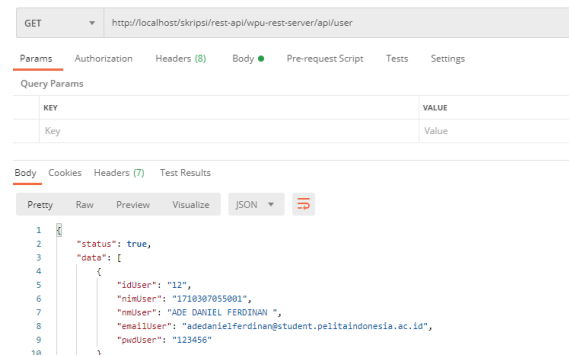 GET http://localhost/skripsi/rest-api/wpu-rest-server/api/user
Params Authorization Headers (8) Body Pre-request Script Tests Settings
Query Params
KEY VALUE
Key Value
Body Cookies Headers (7) Test Results
Pretty Raw Preview Visualize JSON
1 {
2 "status": true,
3 "data": [
4 {
5 "idUser": "12",
6 "nimUser": "1710307055001",
7 "nmUser": "ADE DANIEL FERDINAN ",
8 "emailUser": "adedanielferdinan@student.pelitaindonesia.ac.id",
9 "pwdUser": "123456"
10 }